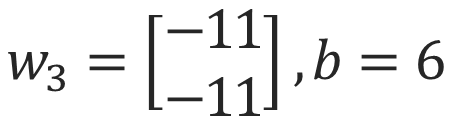 w₃ = [−11
−11], b = 6